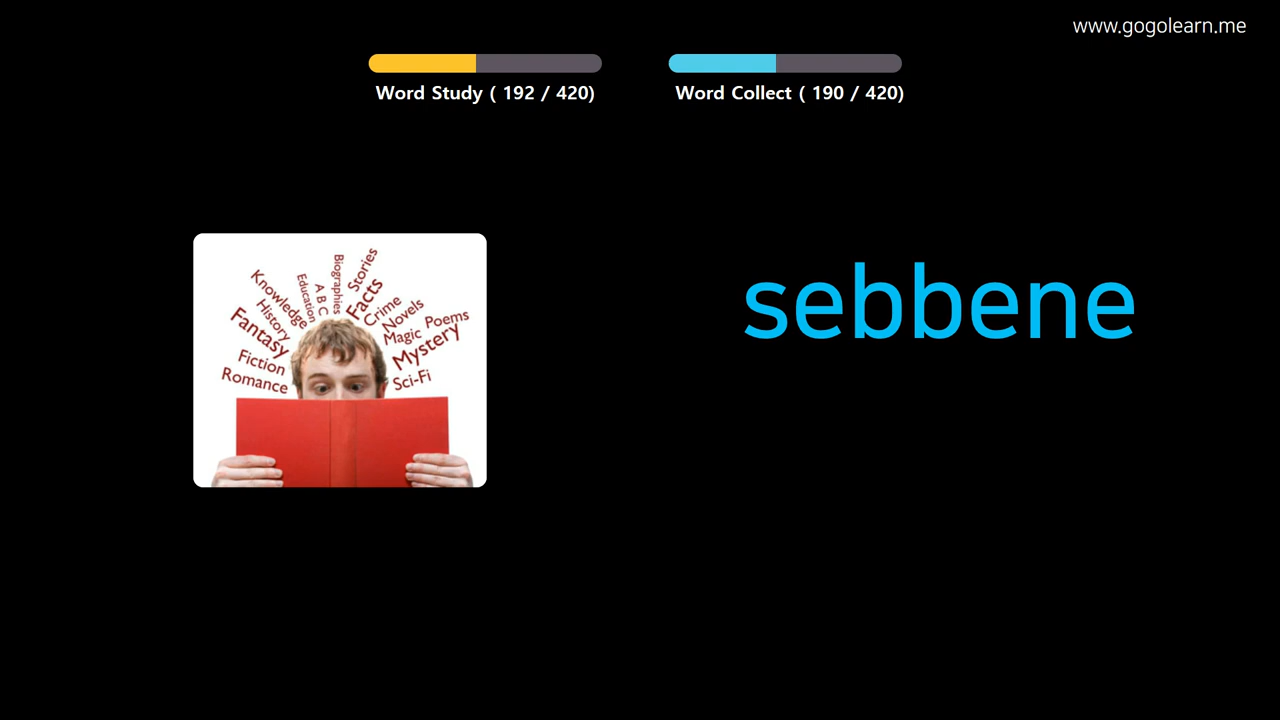 www.gogolearn.me
Word Study ( 192 / 420)
Word Collect ( 190 / 420)
sebbene
Knowledge
History
Fantasy
Fiction
Romance
Education
A B C
Biographies
Stories
Facts
Crime
Novels
Magic
Poems
Mystery
Sci-Fi